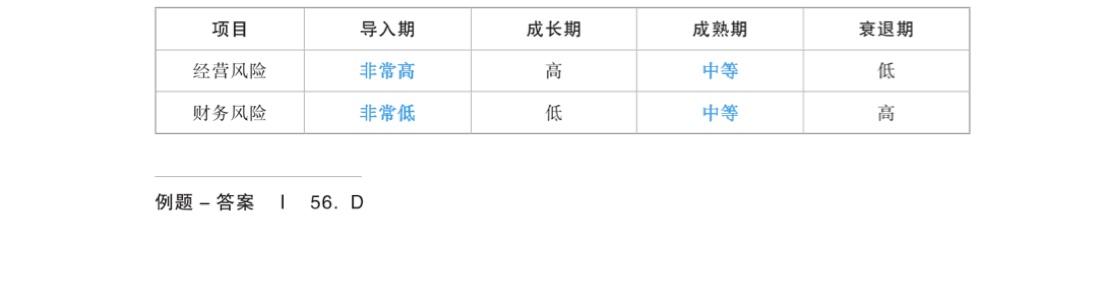 项目 导入期 成长期 成熟期 衰退期
经营风险 非常高 高 中等 低
财务风险 非常低 低 中等 高
例题 – 答案 | 56. D